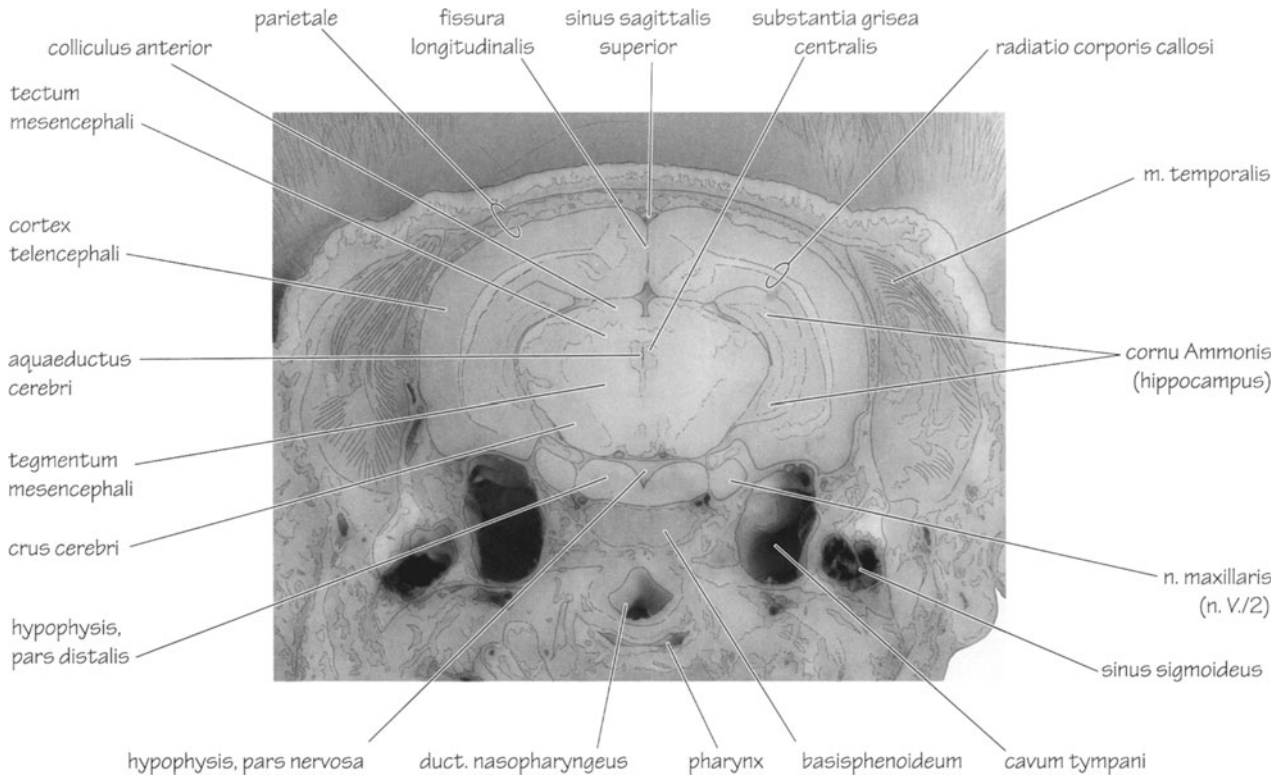 parietale
fissura
longitudinalis
sinus sagittalis
superior
substantia grisea
centralis
colliculus anterior
radiatio corporis callosi
tectum
mesencephali
m. temporalis
cortex
telencephali
aquaeductus
cerebri
cornu Ammonis
(hippocampus)
tegmentum
mesencephali
crus cerebri
n. maxillaris
(n. V./2)
hypophysis,
pars distalis
sinus sigmoideus
hypophysis, pars nervosa
duct. nasopharyngeus
pharynx
basisphenoideum
cavum tympani